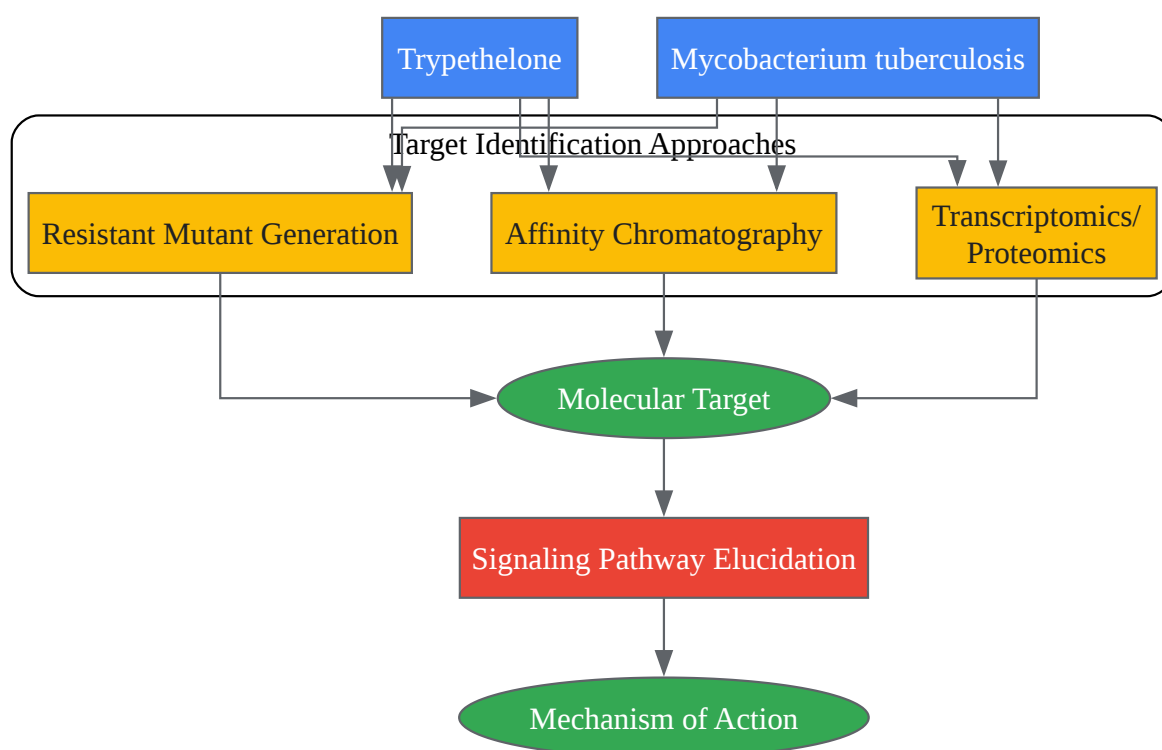 Trypethelone
Mycobacterium tuberculosis
Target Identification Approaches
Resistant Mutant Generation
Affinity Chromatography
Transcriptomics/
Proteomics
Molecular Target
Signaling Pathway Elucidation
Mechanism of Action